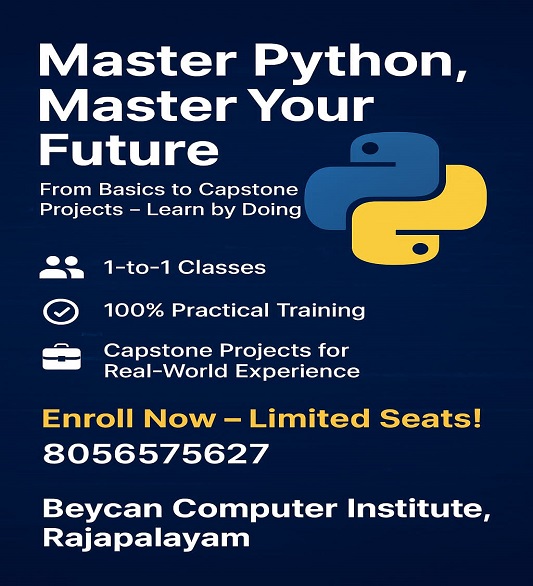 Master Python,
Master Your
Future
From Basics to Capstone
Projects – Learn by Doing
1-to-1 Classes
100% Practical Training
Capstone Projects for
Real-World Experience
Enroll Now – Limited Seats!
8056575627
Beycan Computer Institute,
Rajapalayam